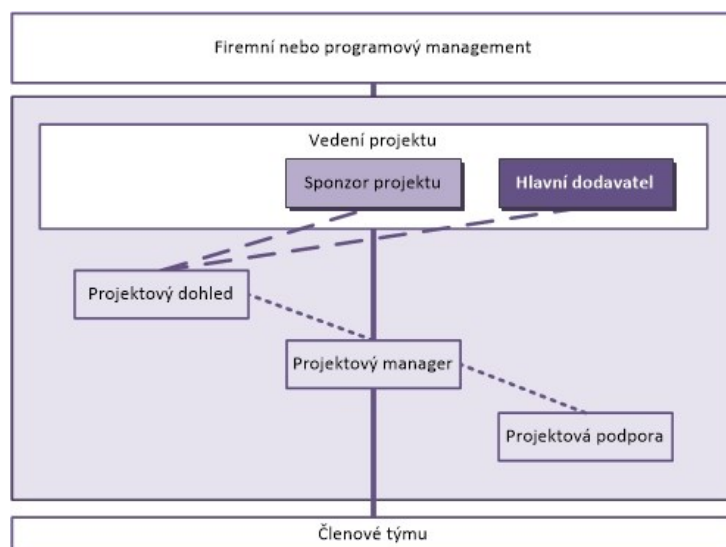 Firemní nebo programový management
Vedení projektu
Sponzor projektu
Hlavní dodavatel
Projektový dohled
Projektový manager
Projektová podpora
Členové týmu